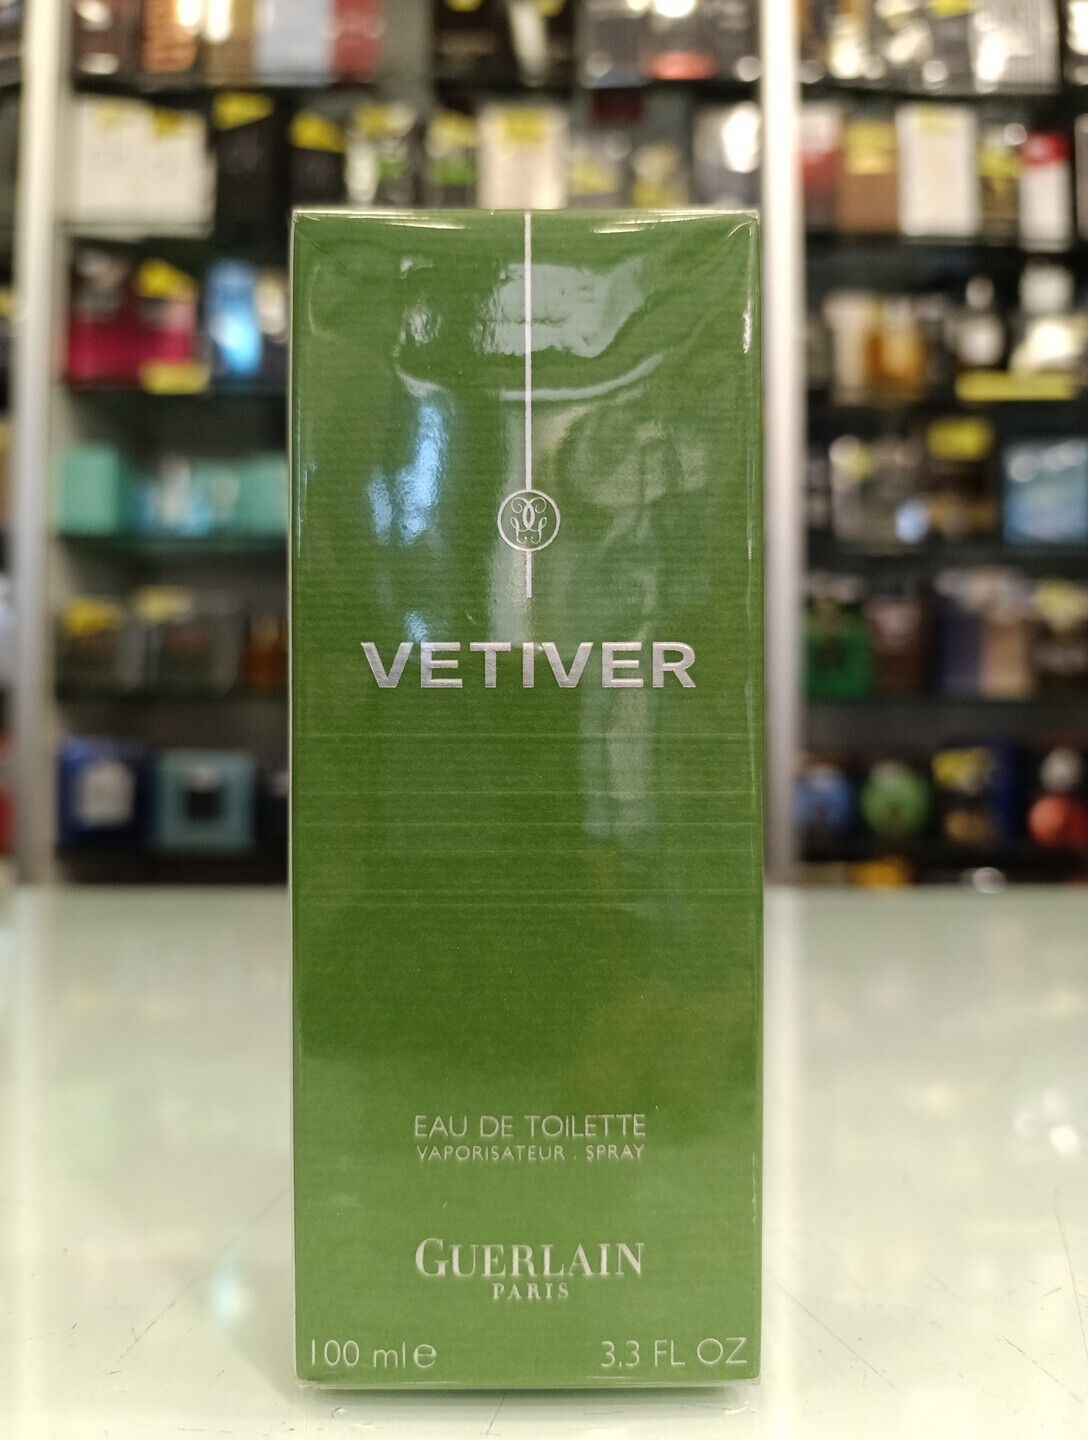 VETIVER
EAU DE TOILETTE
VAPORISATEUR . SPRAY
GUERLAIN
PARIS
100 ml e 3.3 FL OZ